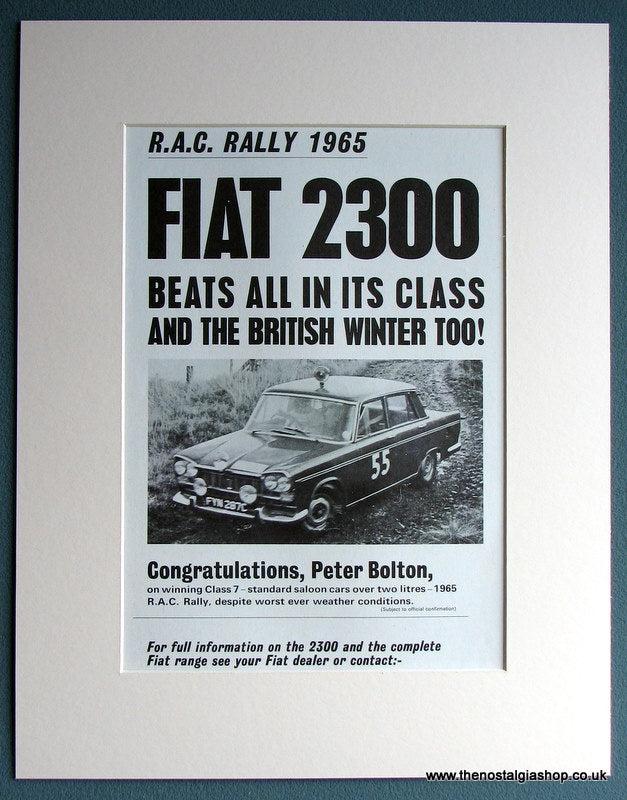 R.A.C. RALLY 1965
FIAT 2300
BEATS ALL IN ITS CLASS
AND THE BRITISH WINTER TOO!
55
FYW 287C
Congratulations, Peter Bolton,
on winning Class 7 – standard saloon cars over two litres – 1965
R.A.C. Rally, despite worst ever weather conditions.
(Subject to official confirmation)
For full information on the 2300 and the complete
Fiat range see your Fiat dealer or contact:-
www.thenostalgiashop.co.uk